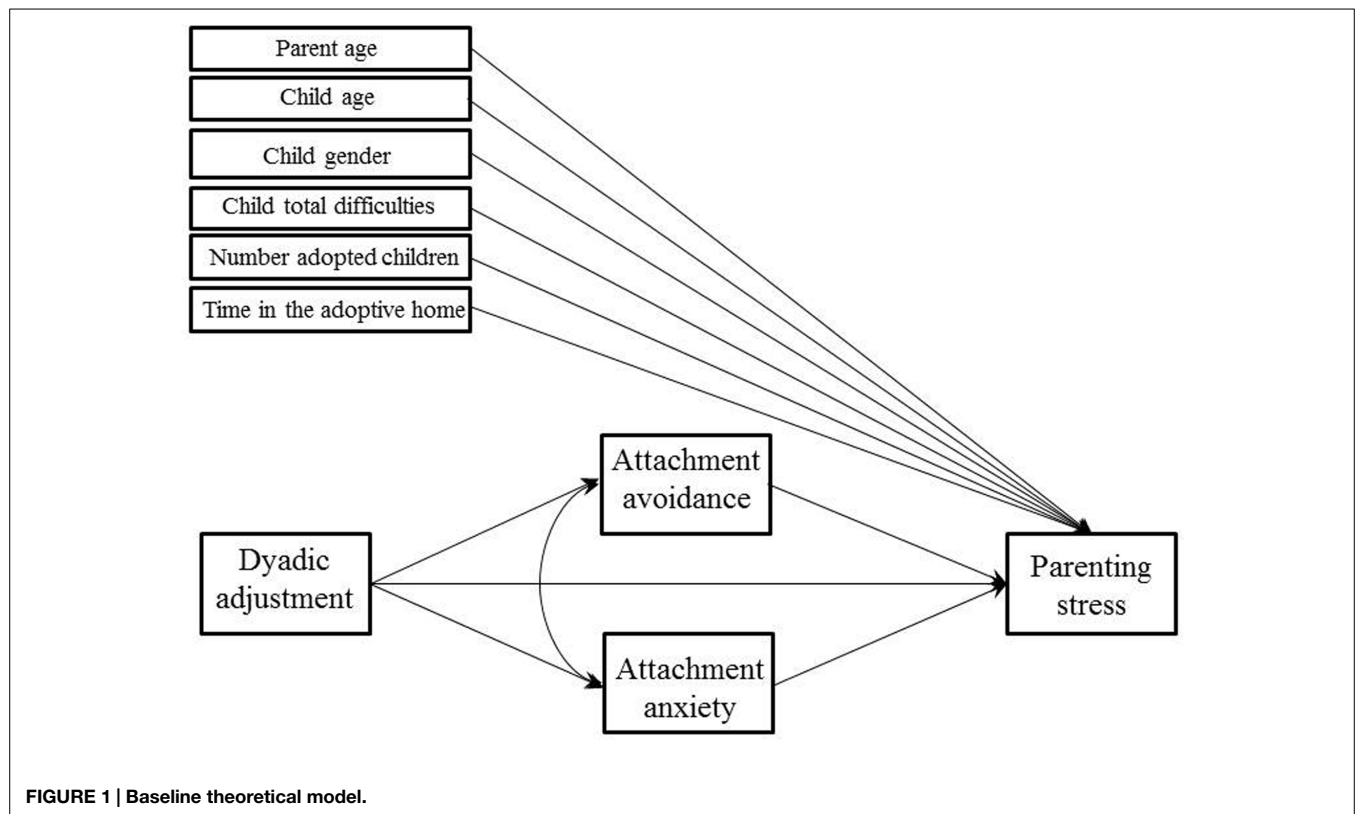 Parent age
Child age
Child gender
Child total difficulties
Number adopted children
Time in the adoptive home
Attachment
avoidance
Dyadic
adjustment
Parenting
stress
Attachment
anxiety
FIGURE 1 | Baseline theoretical model.